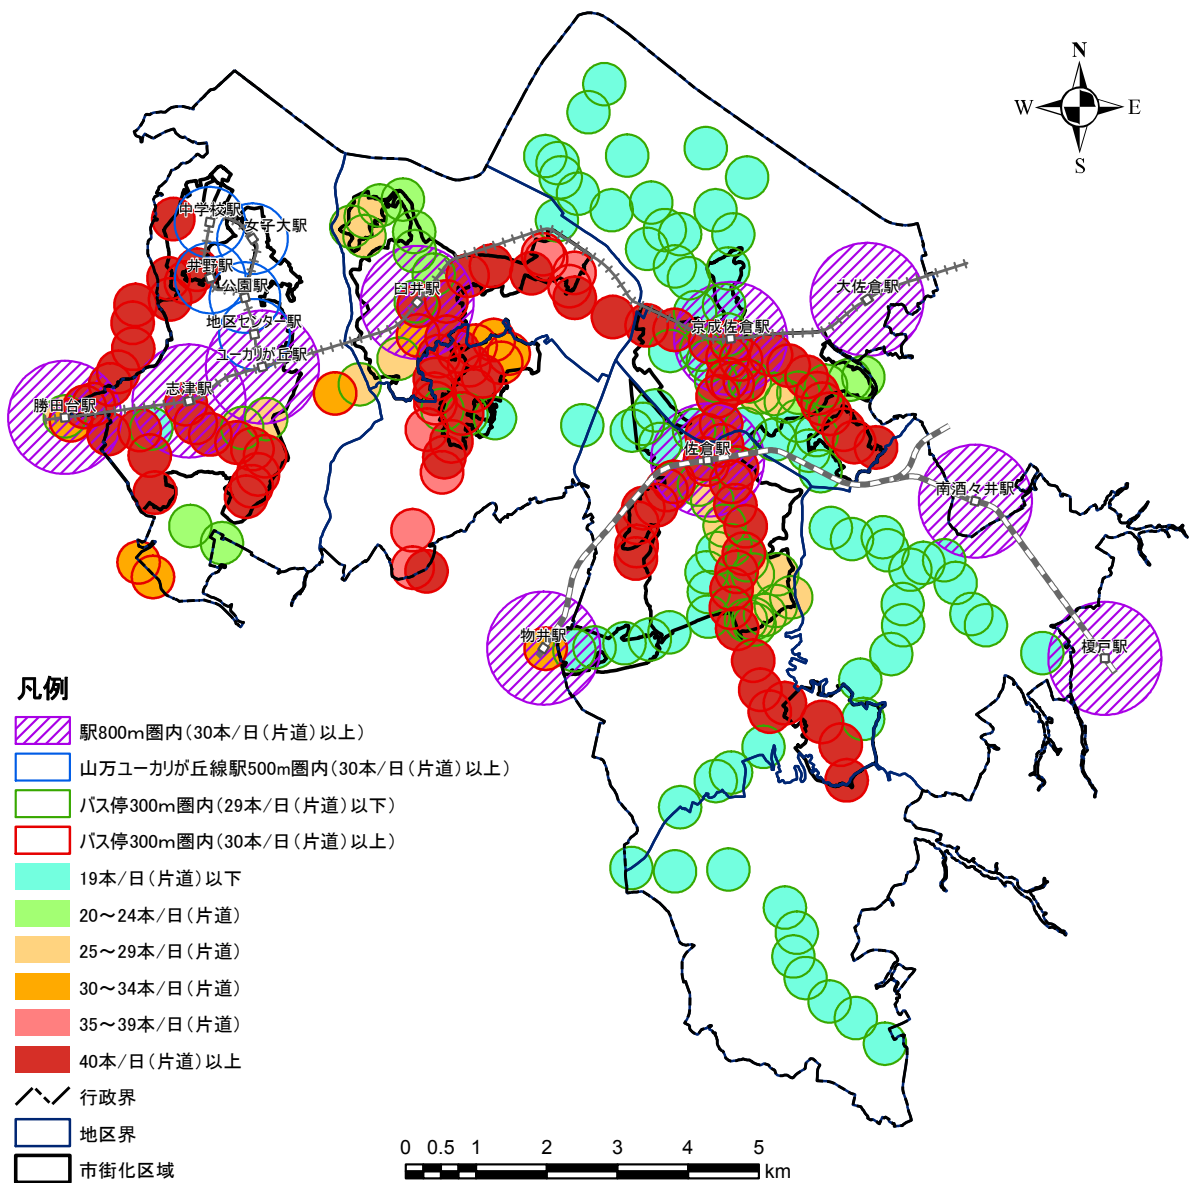 N
W
E
S
中学校駅
女子大駅
井野駅
公園駅
地区センター駅
ユーカリが丘駅
志津駅
勝田台駅
臼井駅
京成佐倉駅
大佐倉駅
佐倉駅
南酒々井駅
物井駅
榎戸駅
凡例
駅800m圏内(30本/日(片道)以上)
山万ユーカリが丘線駅500m圏内(30本/日(片道)以上)
バス停300m圏内(29本/日(片道)以下)
バス停300m圏内(30本/日(片道)以上)
19本/日(片道)以下
20～24本/日(片道)
25～29本/日(片道)
30～34本/日(片道)
35～39本/日(片道)
40本/日(片道)以上
行政界
地区界
市街化区域
0 0.5 1 2 3 4 5
km